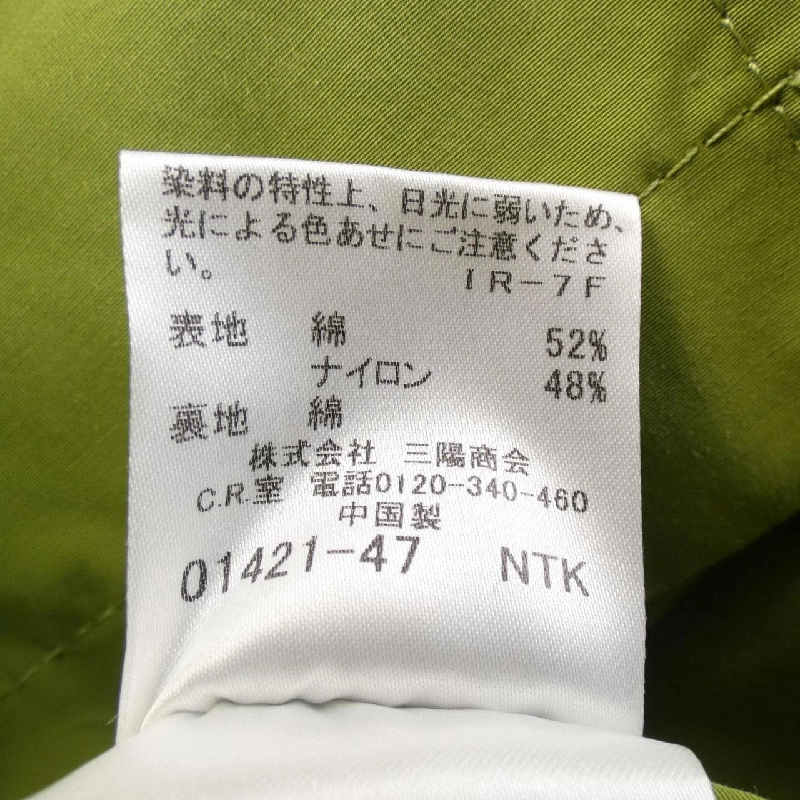 染料の特性上、日光に弱いため、
光による色あせにご注意くださ
い。 IR-7F
表地 綿 52%
ナイロン 48%
裏地 綿
株式会社 三陽商会
C.R.室 電話0120-340-460
中国製
01421-47 NTK